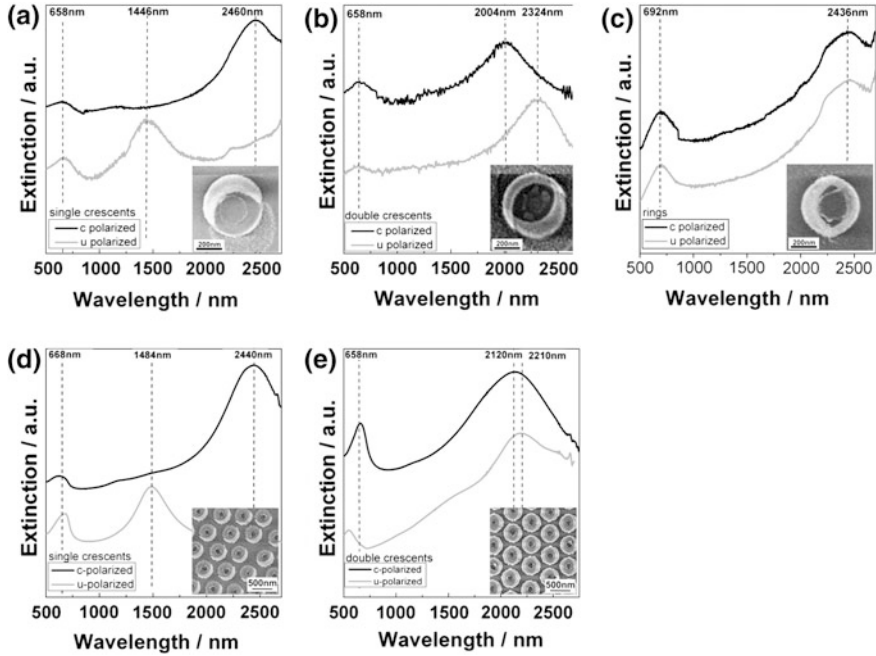 (a)
658nm 1446nm 2460nm
Extinction / a.u.
single crescents
c polarized
u polarized
200nm
500 1000 1500 2000 2500
Wavelength / nm
(b)
658nm 2004nm 2324nm
Extinction / a.u.
double crescents
c polarized
u polarized
200nm
500 1000 1500 2000 2500
Wavelength / nm
(c)
692nm 2436nm
Extinction / a.u.
rings
c polarized
u polarized
200nm
500 1000 1500 2000 2500
Wavelength / nm
(d)
668nm 1484nm 2440nm
Extinction / a.u.
single crescents
c-polarized
u-polarized
500nm
500 1000 1500 2000 2500
Wavelength / nm
(e)
658nm 2120nm 2210nm
Extinction / a.u.
double crescents
c-polarized
u-polarized
500nm
500 1000 1500 2000 2500
Wavelength / nm